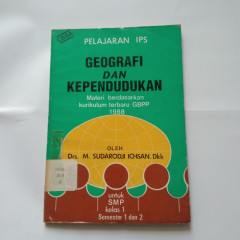 PELAJARAN IPS
GEOGRAFI
DAN
KEPENDUDUKAN
Materi berdasarkan
kurikulum terbaru GBPP
1988
OLEH
Drs. M. SUDARODJI ICHSAN, Dkk
untuk
SMP
kelas 1
Semester 1 dan 2